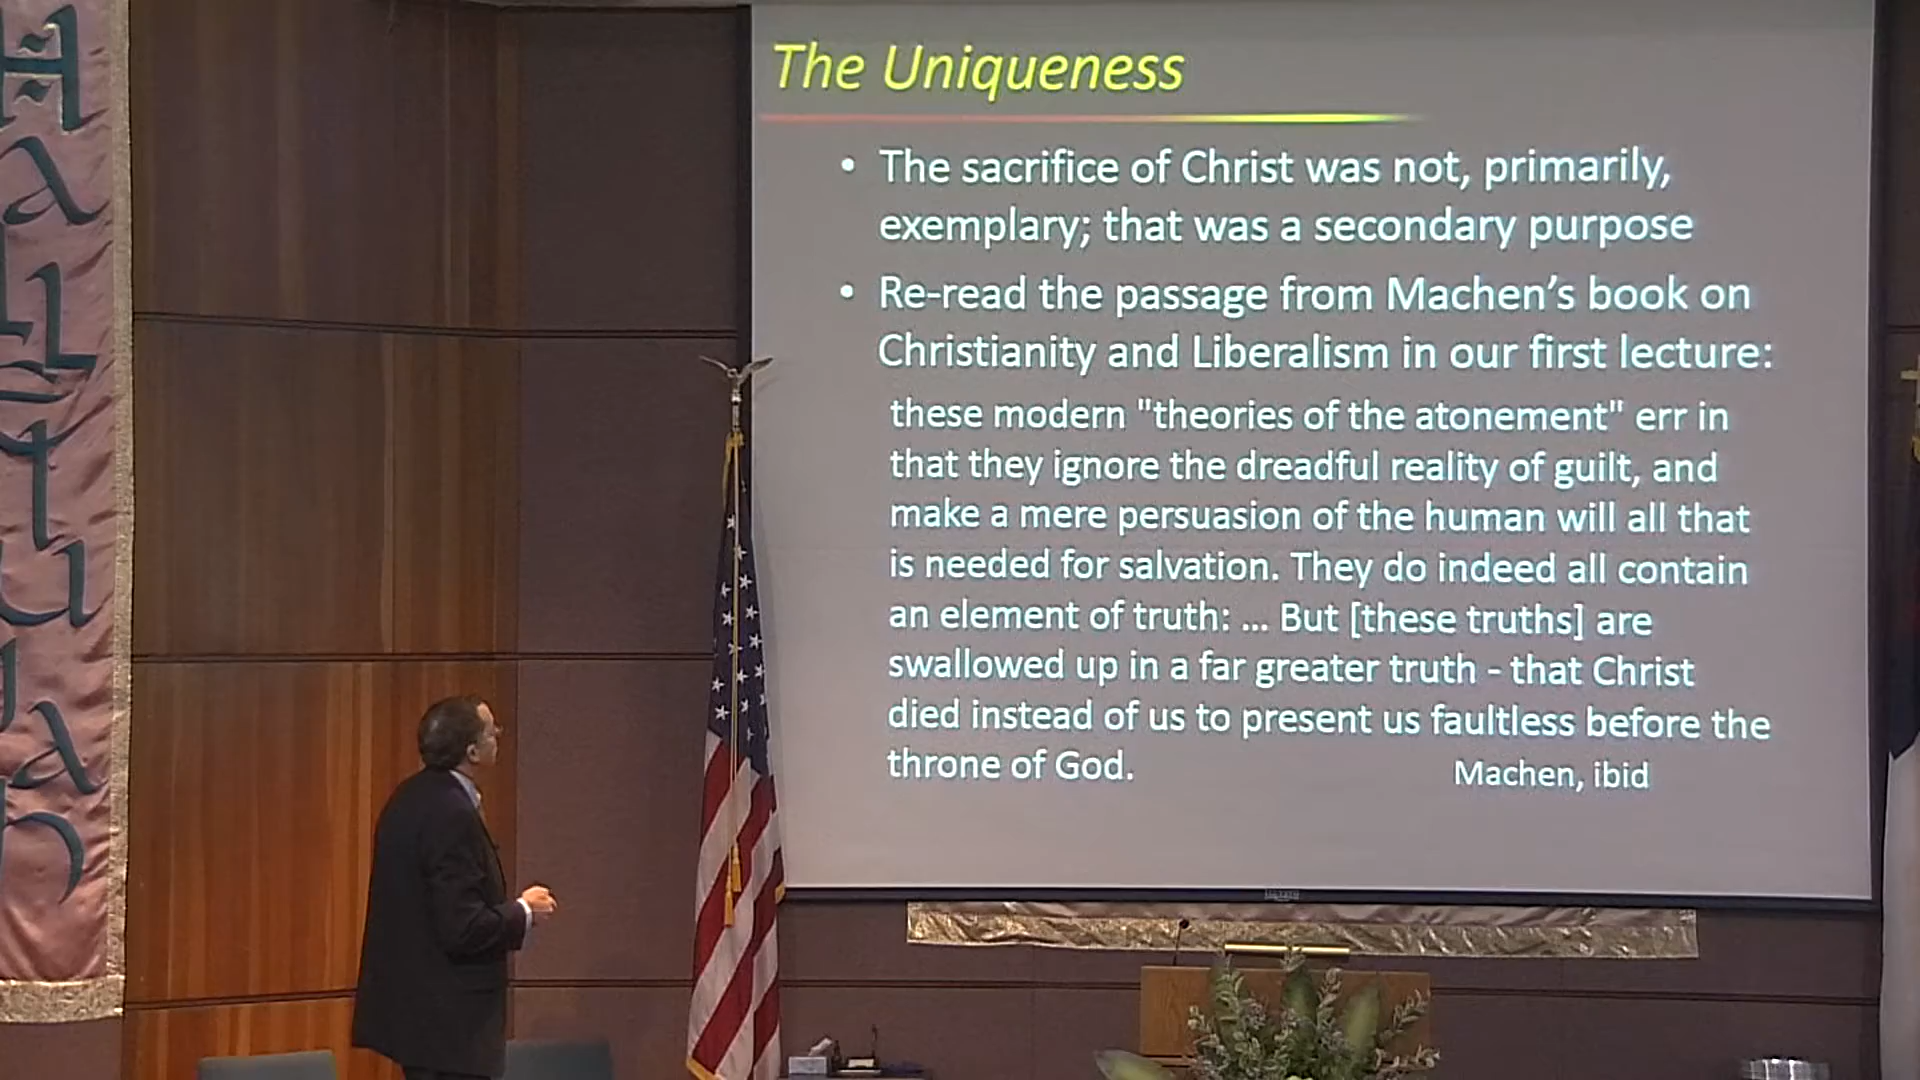 The Uniqueness
• The sacrifice of Christ was not, primarily,
exemplary; that was a secondary purpose
• Re-read the passage from Machen's book on
Christianity and Liberalism in our first lecture:
these modern "theories of the atonement" err in
that they ignore the dreadful reality of guilt, and
make a mere persuasion of the human will all that
is needed for salvation. They do indeed all contain
an element of truth: ... But [these truths] are
swallowed up in a far greater truth - that Christ
died instead of us to present us faultless before the
throne of God.
Machen, ibid